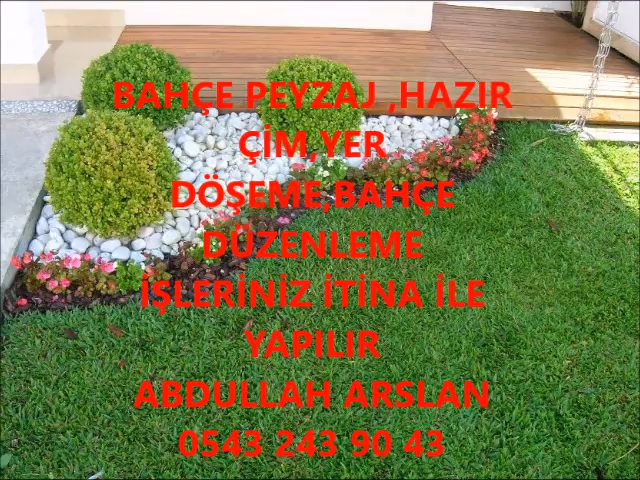 BAHÇE PEYZAJ ,HAZIR
ÇİM,YER
DÖŞEME,BAHÇE
DÜZENLEME
İŞLERİNİZ İTİNA İLE
YAPILIR
ABDULLAH ARSLAN
0543 243 90 43